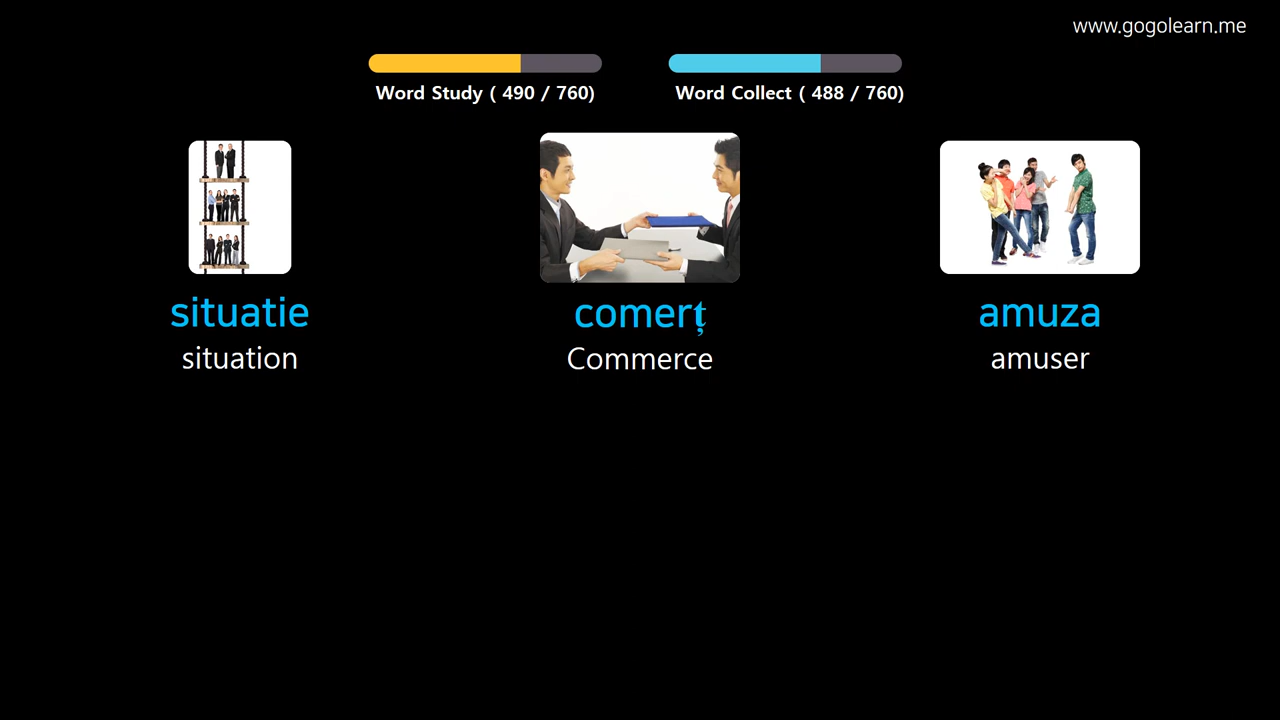 www.gogolearn.me
Word Study ( 490 / 760)
Word Collect ( 488 / 760)
situatie
situation
comerț
Commerce
amuza
amuser